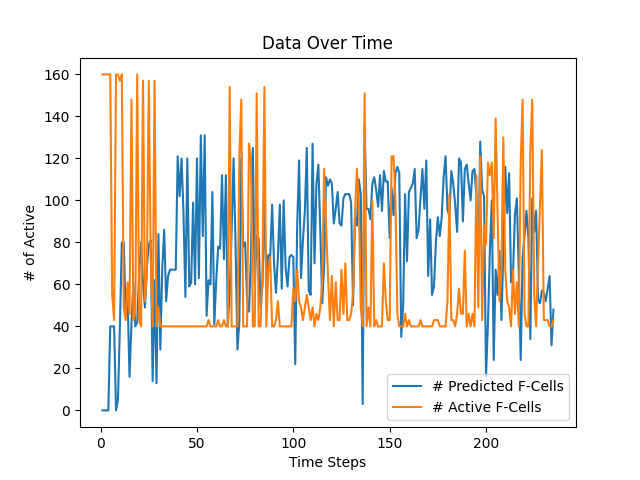 Data Over Time
160
140
120
100
80
60
40
20
0
# of Active
0
50
100
150
200
Time Steps
# Predicted F-Cells
# Active F-Cells